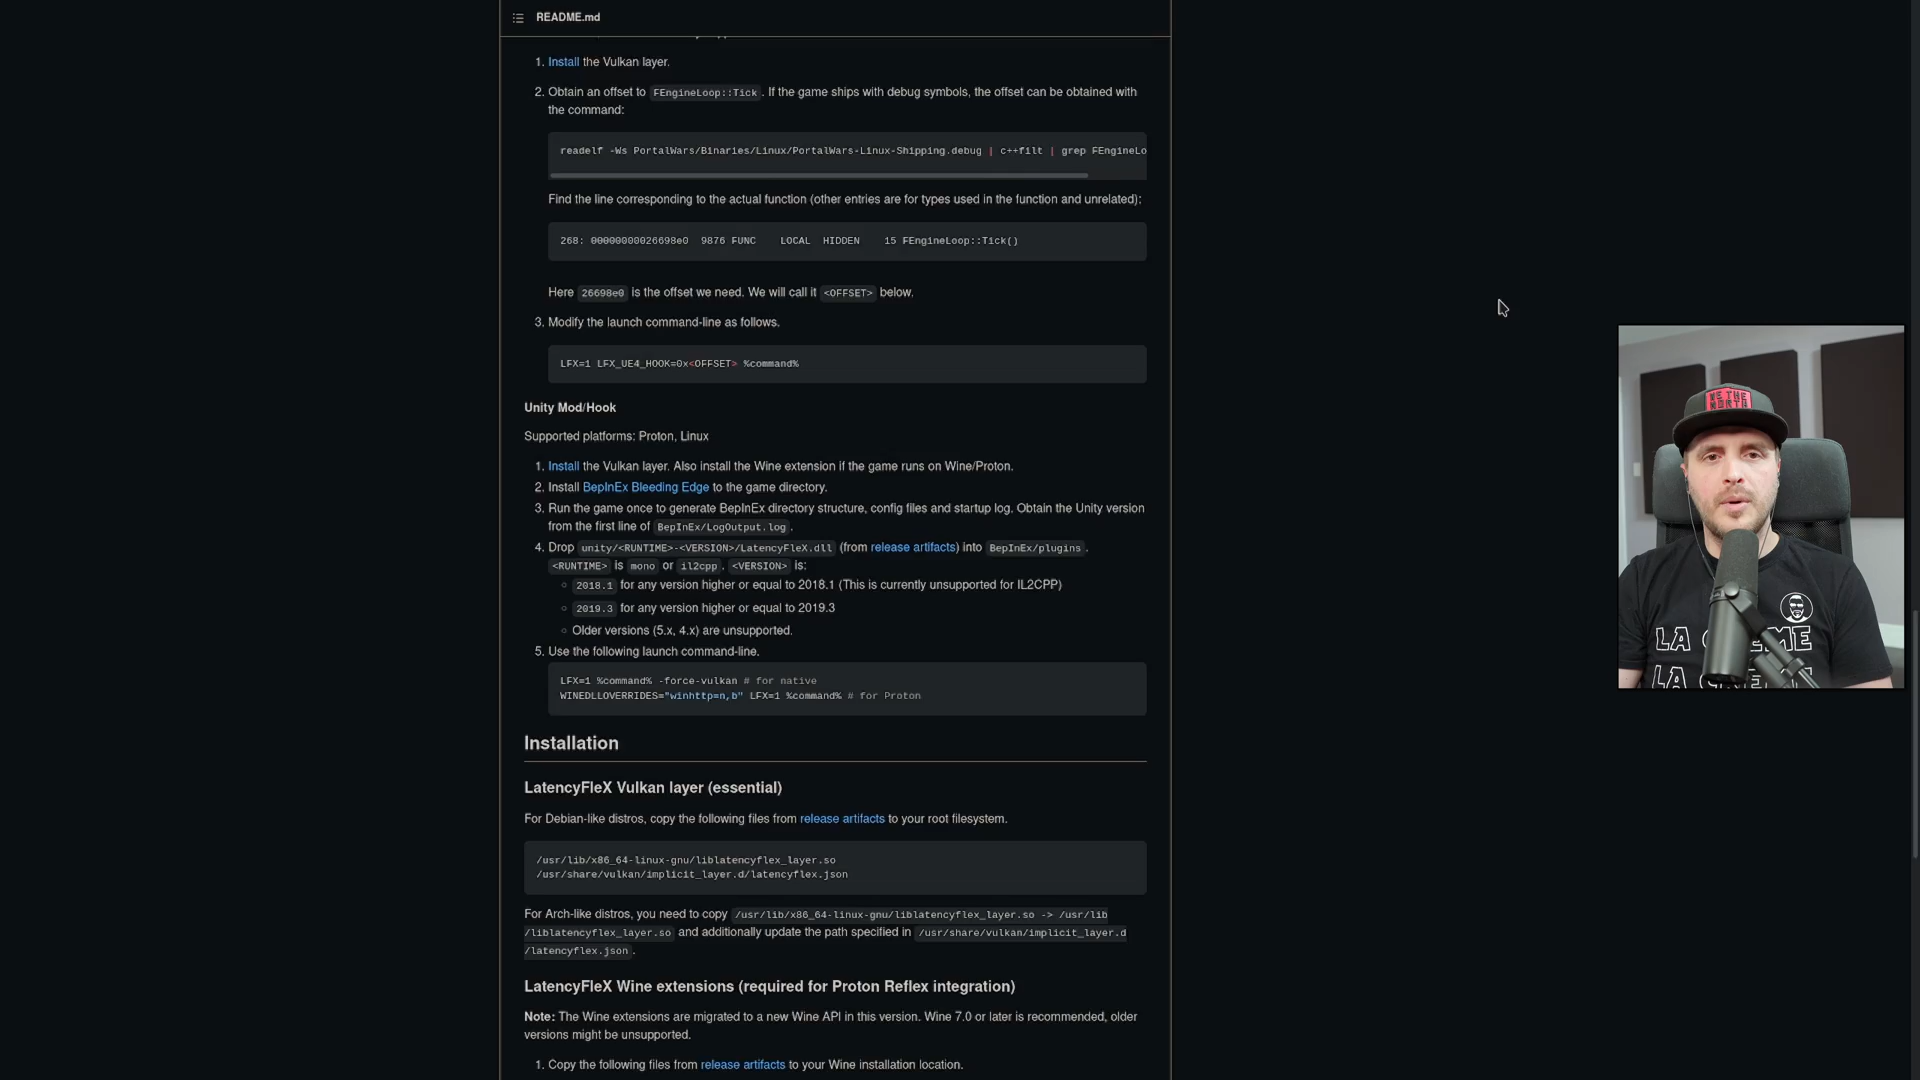 README.md
1. Install the Vulkan layer.
2. Obtain an offset to FEngineLoop::Tick. If the game ships with debug symbols, the offset can be obtained with
the command:
readelf -Ws PortalWars/Binaries/Linux/PortalWars-Linux-Shipping.debug | c++filt | grep FEngineLo
Find the line corresponding to the actual function (other entries are for types used in the function and unrelated):
268: 00000000026698e0  9876 FUNC    LOCAL  HIDDEN    15 FEngineLoop::Tick()
Here 26698e0 is the offset we need. We will call it <OFFSET> below.
3. Modify the launch command-line as follows.
LFX=1 LFX_UE4_HOOK=0x<OFFSET> %command%
Unity Mod/Hook
Supported platforms: Proton, Linux
1. Install the Vulkan layer. Also install the Wine extension if the game runs on Wine/Proton.
2. Install BepInEx Bleeding Edge to the game directory.
3. Run the game once to generate BepInEx directory structure, config files and startup log. Obtain the Unity version
from the first line of BepInEx/LogOutput.log.
4. Drop unity/<RUNTIME>-<VERSION>/LatencyFleX.dll (from release artifacts) into BepInEx/plugins.
<RUNTIME> is mono or il2cpp. <VERSION> is:
2018.1 for any version higher or equal to 2018.1 (This is currently unsupported for IL2CPP)
2019.3 for any version higher or equal to 2019.3
Older versions (5.x, 4.x) are unsupported.
5. Use the following launch command-line.
LFX=1 %command% -force-vulkan # for native
WINEDLLOVERRIDES="winhttp=n,b" LFX=1 %command% # for Proton
Installation
LatencyFleX Vulkan layer (essential)
For Debian-like distros, copy the following files from release artifacts to your root filesystem.
/usr/lib/x86_64-linux-gnu/liblatencyflex_layer.so
/usr/share/vulkan/implicit_layer.d/latencyflex.json
For Arch-like distros, you need to copy /usr/lib/x86_64-linux-gnu/liblatencyflex_layer.so -> /usr/lib
/liblatencyflex_layer.so and additionally update the path specified in /usr/share/vulkan/implicit_layer.d
/latencyflex.json.
LatencyFleX Wine extensions (required for Proton Reflex integration)
Note: The Wine extensions are migrated to a new Wine API in this version. Wine 7.0 or later is recommended, older
versions might be unsupported.
1. Copy the following files from release artifacts to your Wine installation location.
WE THE
NORTH